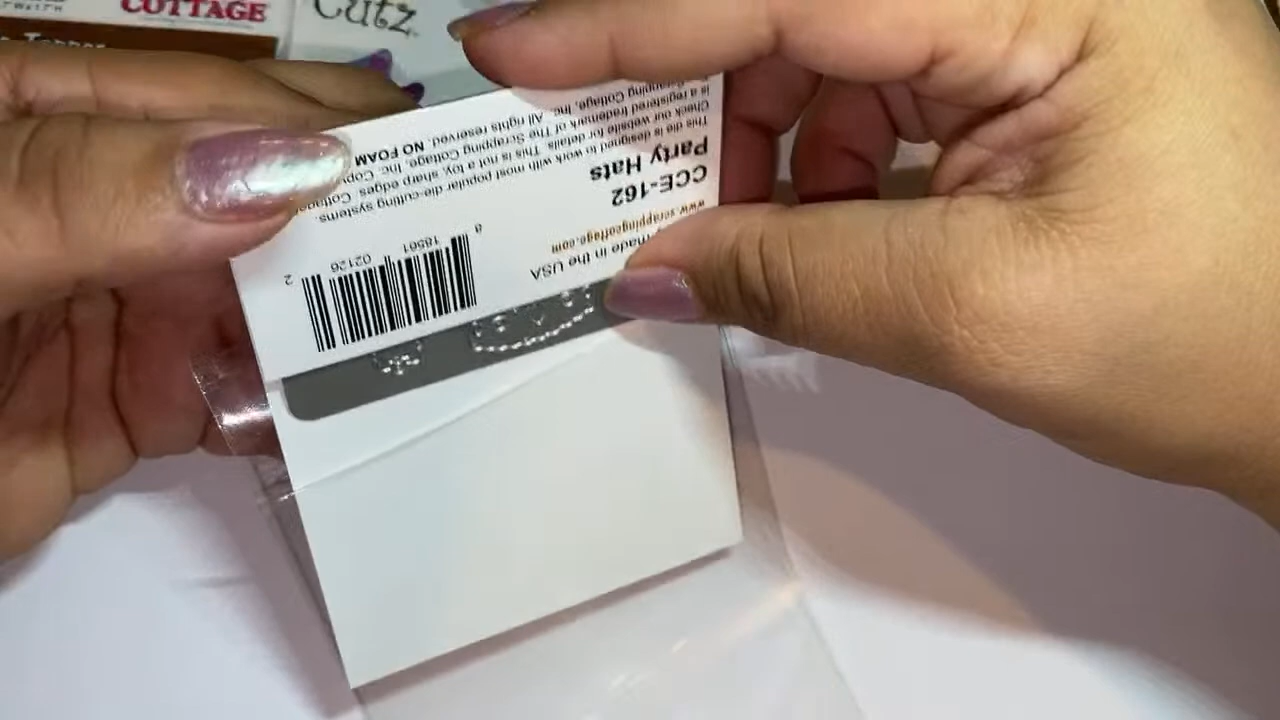 COTTAGE
Cutz
CCE-162
Party Hats
This die is designed to work with most popular die-cutting systems.
Check our website for details. This is not a toy, sharp edges.
is a registered trademark of The Scrapping Cottage, Inc.
Scrapping Cottage, Inc. All rights reserved. NO FOAM
made in the USA
www.scrappingcottage.com
8 18561 02126 2